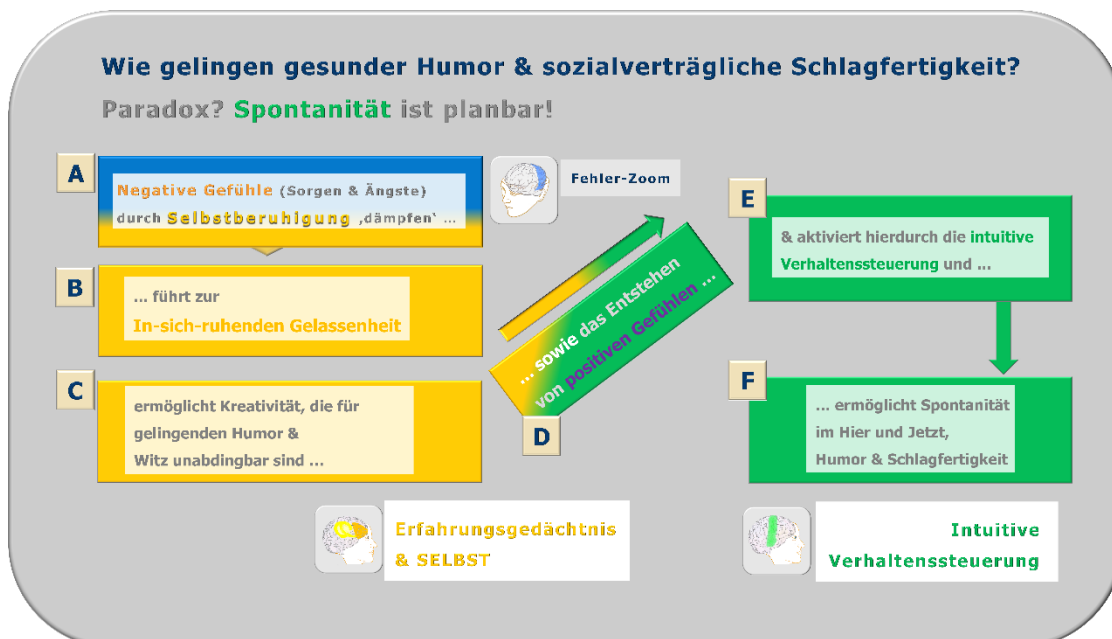 Wie gelingen gesunder Humor & sozialverträgliche Schlagfertigkeit?
Paradox? Spontanität ist planbar!
A
Negative Gefühle (Sorgen & Ängste)
durch Selbstberuhigung ‚dämpfen‘ ...
Fehler-Zoom
B
... führt zur
In-sich-ruhenden Gelassenheit
C
ermöglicht Kreativität, die für
gelingenden Humor &
Witz unabdingbar sind ...
D
... sowie das Entstehen
von positiven Gefühlen ...
E
& aktiviert hierdurch die intuitive
Verhaltenssteuerung und ...
F
... ermöglicht Spontanität
im Hier und Jetzt,
Humor & Schlagfertigkeit
Erfahrungsgedächtnis
& SELBST
Intuitive
Verhaltenssteuerung